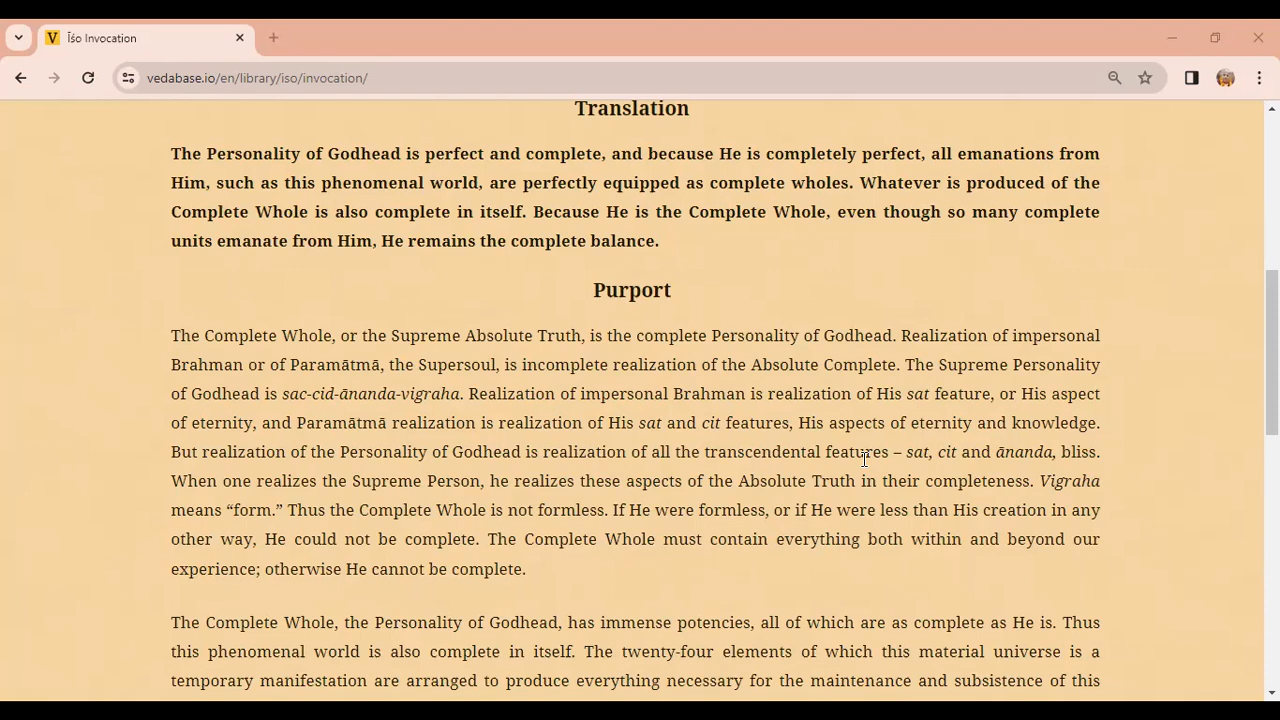 Īśo Invocation
vedabase.io/en/library/iso/invocation/
Translation
The Personality of Godhead is perfect and complete, and because He is completely perfect, all emanations from
Him, such as this phenomenal world, are perfectly equipped as complete wholes. Whatever is produced of the
Complete Whole is also complete in itself. Because He is the Complete Whole, even though so many complete
units emanate from Him, He remains the complete balance.
Purport
The Complete Whole, or the Supreme Absolute Truth, is the complete Personality of Godhead. Realization of impersonal
Brahman or of Paramātmā, the Supersoul, is incomplete realization of the Absolute Complete. The Supreme Personality
of Godhead is sac-cid-ānanda-vigraha. Realization of impersonal Brahman is realization of His sat feature, or His aspect
of eternity, and Paramātmā realization is realization of His sat and cit features, His aspects of eternity and knowledge.
But realization of the Personality of Godhead is realization of all the transcendental features – sat, cit and ānanda, bliss.
When one realizes the Supreme Person, he realizes these aspects of the Absolute Truth in their completeness. Vigraha
means “form.” Thus the Complete Whole is not formless. If He were formless, or if He were less than His creation in any
other way, He could not be complete. The Complete Whole must contain everything both within and beyond our
experience; otherwise He cannot be complete.
The Complete Whole, the Personality of Godhead, has immense potencies, all of which are as complete as He is. Thus
this phenomenal world is also complete in itself. The twenty-four elements of which this material universe is a
temporary manifestation are arranged to produce everything necessary for the maintenance and subsistence of this